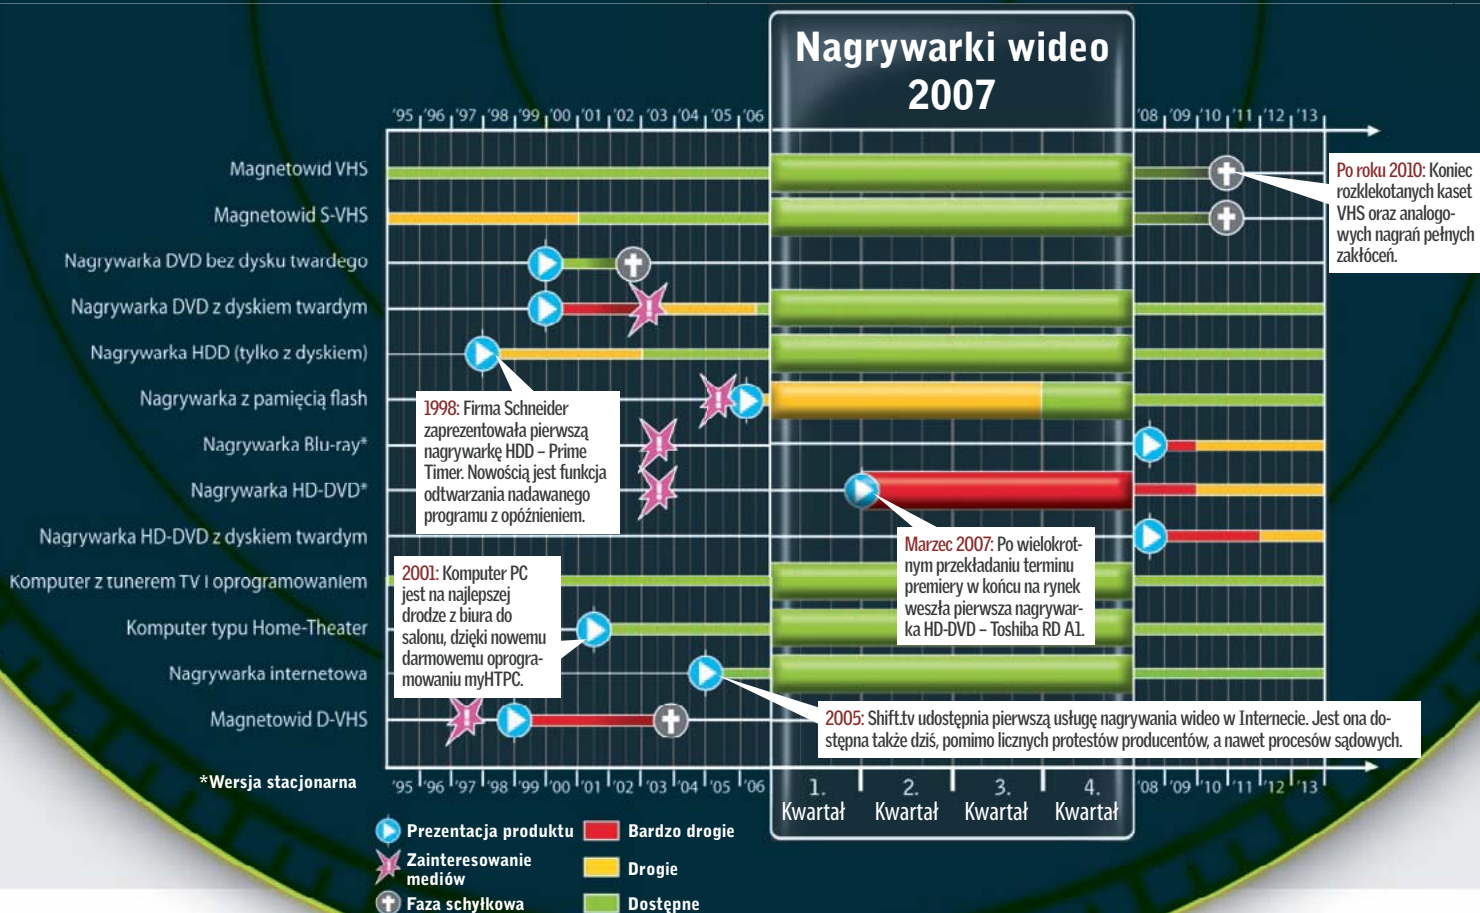 Nagrywarki wideo
2007
'95 '96 '97 '98 '99 '00 '01 '02 '03 '04 '05 '06
'08 '09 '10 '11 '12 '13
Magnetowid VHS
Magnetowid S-VHS
Nagrywarka DVD bez dysku twardego
Nagrywarka DVD z dyskiem twardym
Nagrywarka HDD (tylko z dyskiem)
Nagrywarka z pamięcią flash
Nagrywarka Blu-ray*
Nagrywarka HD-DVD*
Nagrywarka HD-DVD z dyskiem twardym
Komputer z tunerem TV i oprogramowaniem
Komputer typu Home-Theater
Nagrywarka internetowa
Magnetowid D-VHS
*Wersja stacjonarna
Po roku 2010: Koniec
rozklekotanych kaset
VHS oraz analogo-
wych nagrań pełnych
zakłóceń.
1998: Firma Schneider
zaprezentowała pierwszą
nagrywarkę HDD – Prime
Timer. Nowością jest funkcja
odtwarzania nadawanego
programu z opóźnieniem.
Marzec 2007: Po wielokrot-
nym przekładaniu terminu
premiery w końcu na rynek
weszła pierwsza nagrywar-
ka HD-DVD – Toshiba RD A1.
2001: Komputer PC
jest na najlepszej
drodze z biura do
salonu, dzięki nowemu
darmowemu oprogra-
mowaniu myHTPC.
2005: Shift.tv udostępnia pierwszą usługę nagrywania wideo w Internecie. Jest ona do-
stępna także dziś, pomimo licznych protestów producentów, a nawet procesów sądowych.
'95 '96 '97 '98 '99 '00 '01 '02 '03 '04 '05 '06
1. Kwartał
2. Kwartał
3. Kwartał
4. Kwartał
'08 '09 '10 '11 '12 '13
Prezentacja produktu
Zainteresowanie
mediów
Faza schyłkowa
Bardzo drogie
Drogie
Dostępne